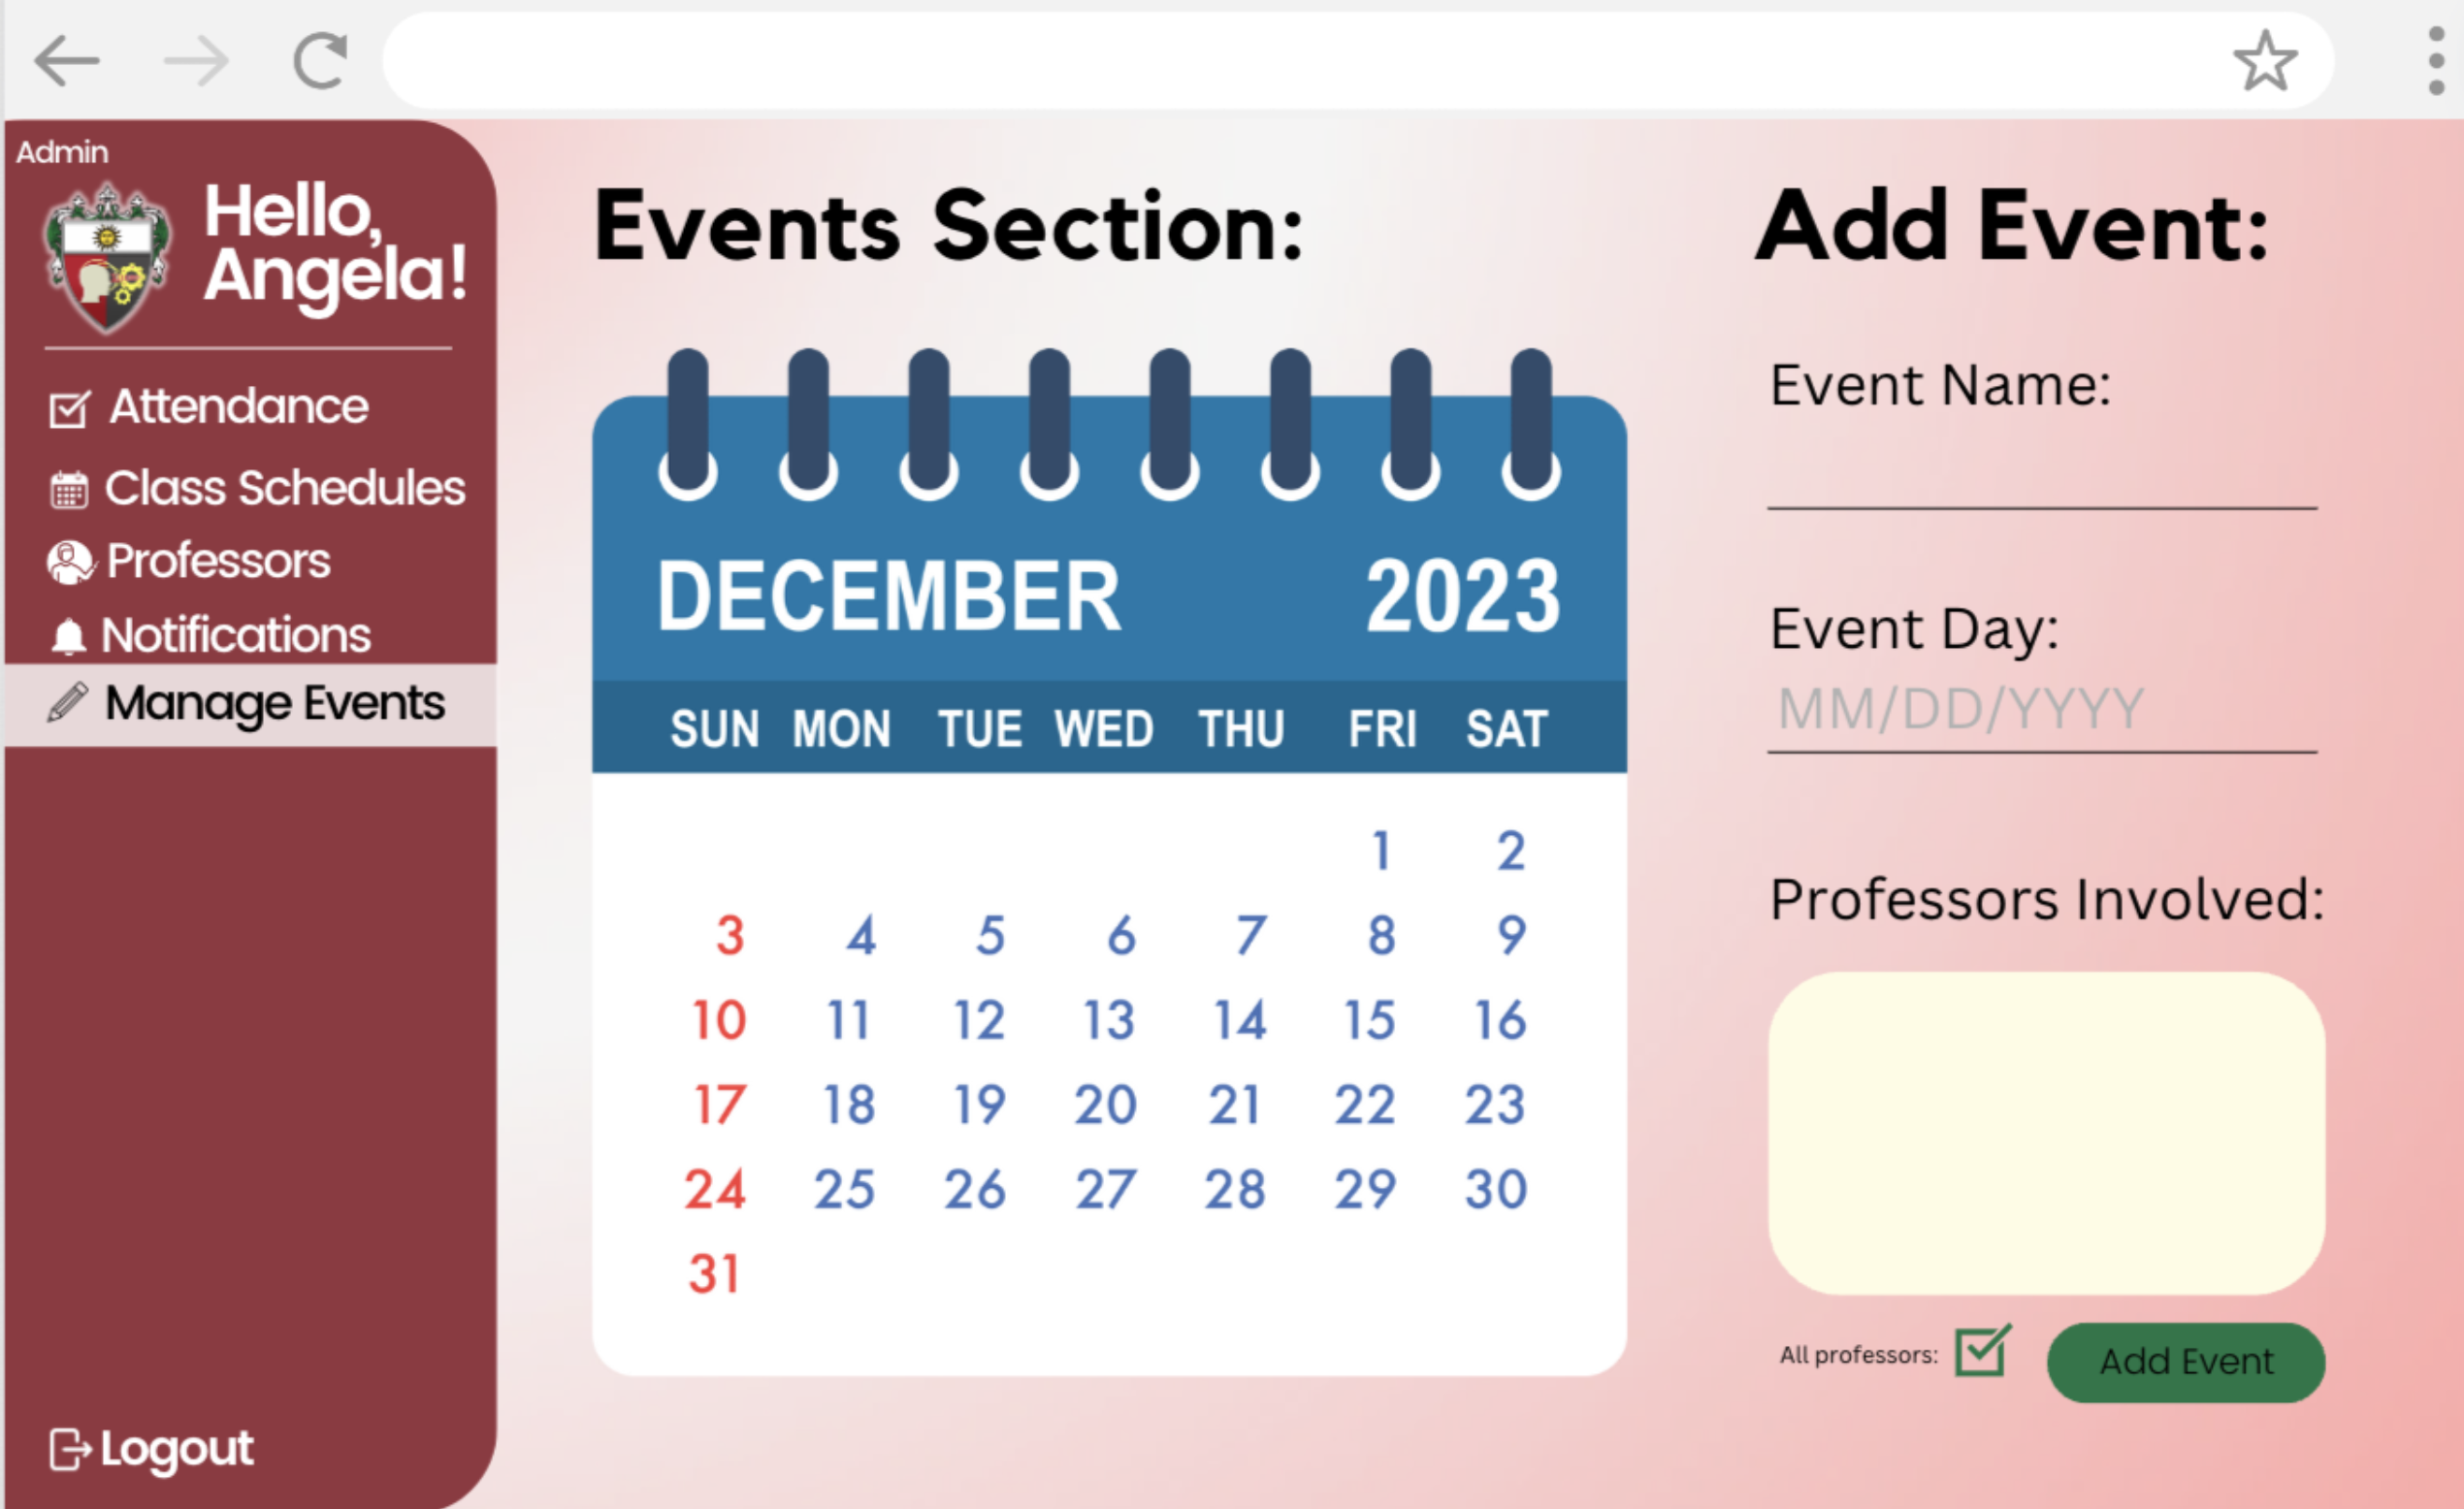 Admin
Hello,
Angela!
Attendance
Class Schedules
Professors
Notifications
Manage Events
Logout
Events Section:
DECEMBER 2023
SUN MON TUE WED THU FRI SAT
1 2
3 4 5 6 7 8 9
10 11 12 13 14 15 16
17 18 19 20 21 22 23
24 25 26 27 28 29 30
31
Add Event:
Event Name:
Event Day:
MM/DD/YYYY
Professors Involved:
All professors:
Add Event